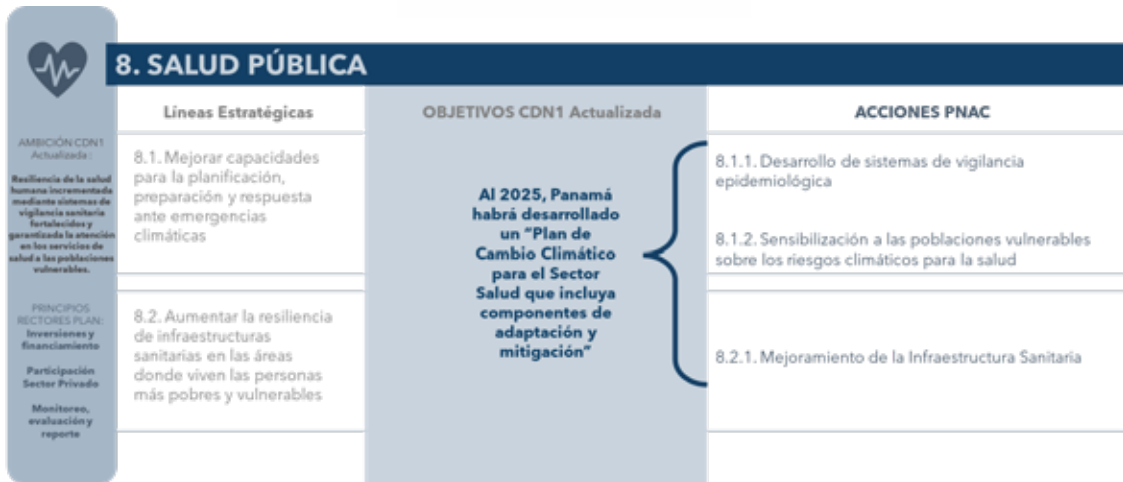 8. SALUD PÚBLICA
AMBICIÓN CDN1
Actualizada:
Resiliencia de la salud
humana incrementada
mediante sistemas de
vigilancia sanitaria
fortalecidos y
garantizada la atención
en los servicios de
salud a las poblaciones
vulnerables.
PRINCIPIOS
RECTORES PLAN:
Inversiones y
financiamiento
Participación
Sector Privado
Monitoreo,
evaluación y
reporte
Líneas Estratégicas
8.1. Mejorar capacidades
para la planificación,
preparación y respuesta
ante emergencias
climáticas
8.2. Aumentar la resiliencia
de infraestructuras
sanitarias en las áreas
donde viven las personas
más pobres y vulnerables
OBJETIVOS CDN1 Actualizada
Al 2025, Panamá
habrá desarrollado
un “Plan de
Cambio Climático
para el Sector
Salud que incluya
componentes de
adaptación y
mitigación”
ACCIONES PNAC
8.1.1. Desarrollo de sistemas de vigilancia
epidemiológica
8.1.2. Sensibilización a las poblaciones vulnerables
sobre los riesgos climáticos para la salud
8.2.1. Mejoramiento de la Infraestructura Sanitaria